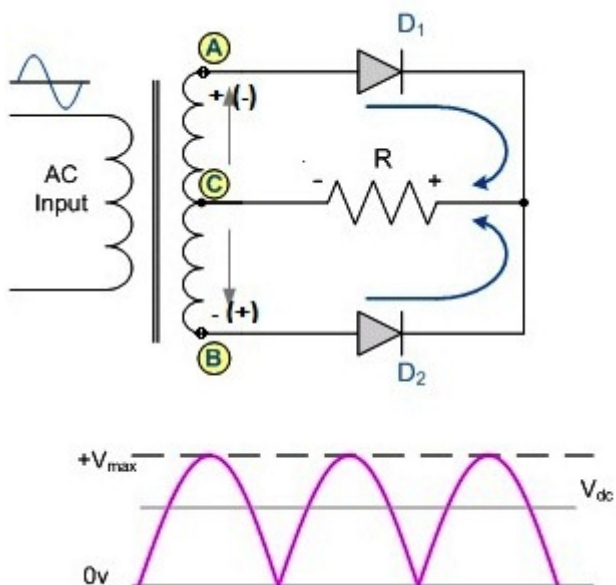 A
D₁
+ (-)
AC
Input
C
R
- +
- (+)
B
D₂
+Vmax
Vdc
0v